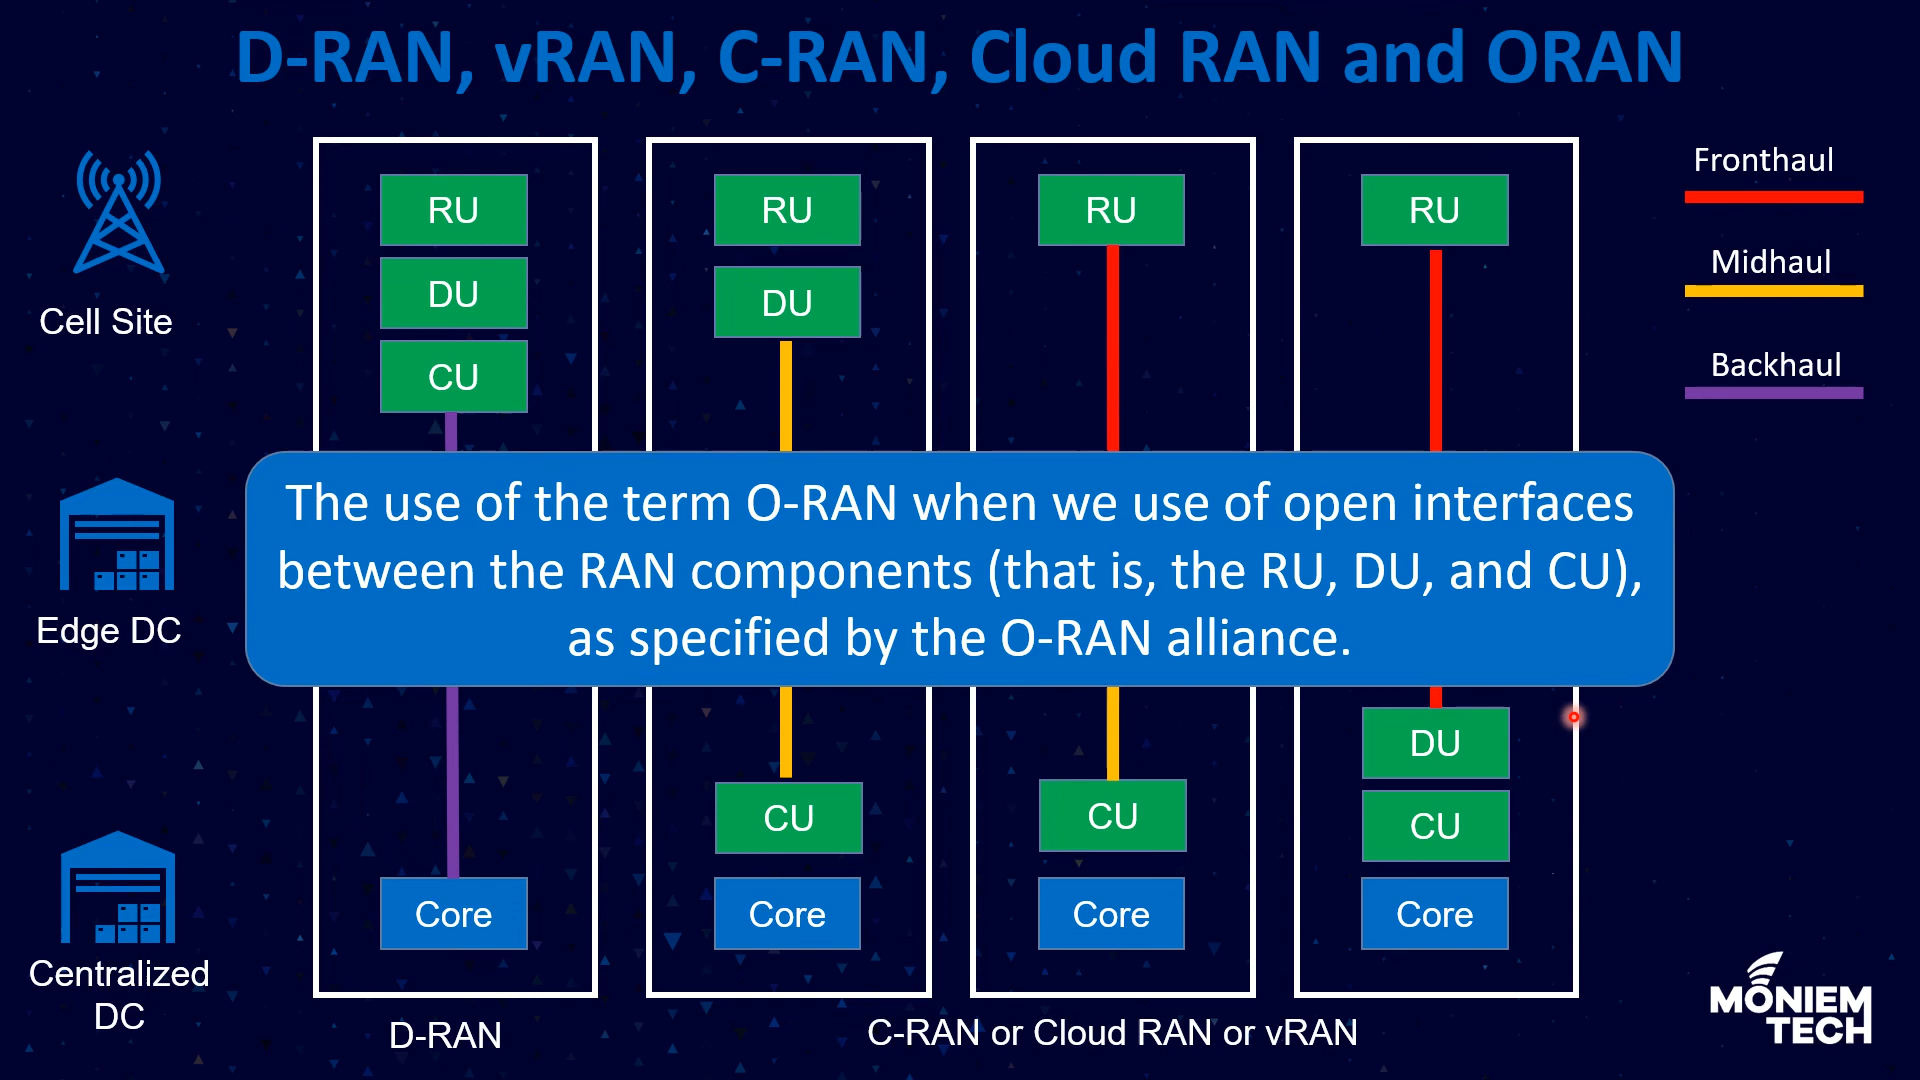 D-RAN, vRAN, C-RAN, Cloud RAN and ORAN
Cell Site
Edge DC
Centralized
DC
RU
DU
CU
Core
D-RAN
RU
DU
CU
Core
RU
CU
Core
RU
DU
CU
Core
C-RAN or Cloud RAN or vRAN
The use of the term O-RAN when we use of open interfaces
between the RAN components (that is, the RU, DU, and CU),
as specified by the O-RAN alliance.
Fronthaul
Midhaul
Backhaul
MONIEM
TECH